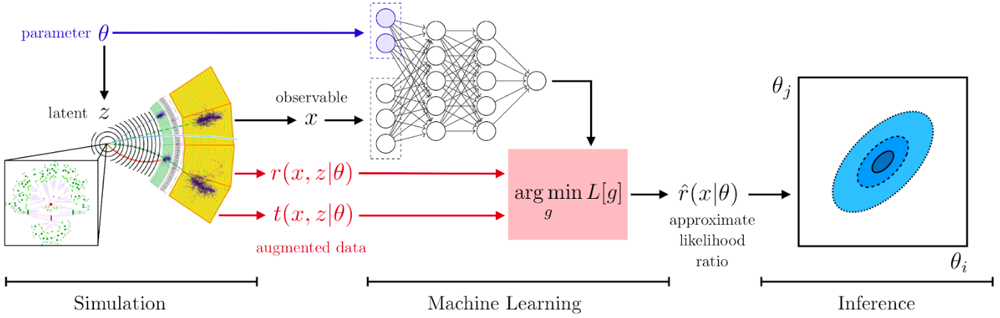 parameter θ
latent z
observable
x
r(x, z|θ)
t(x, z|θ)
augmented data
arg min L[g]
g
r̂(x|θ)
approximate
likelihood
ratio
θj
θi
Simulation
Machine Learning
Inference